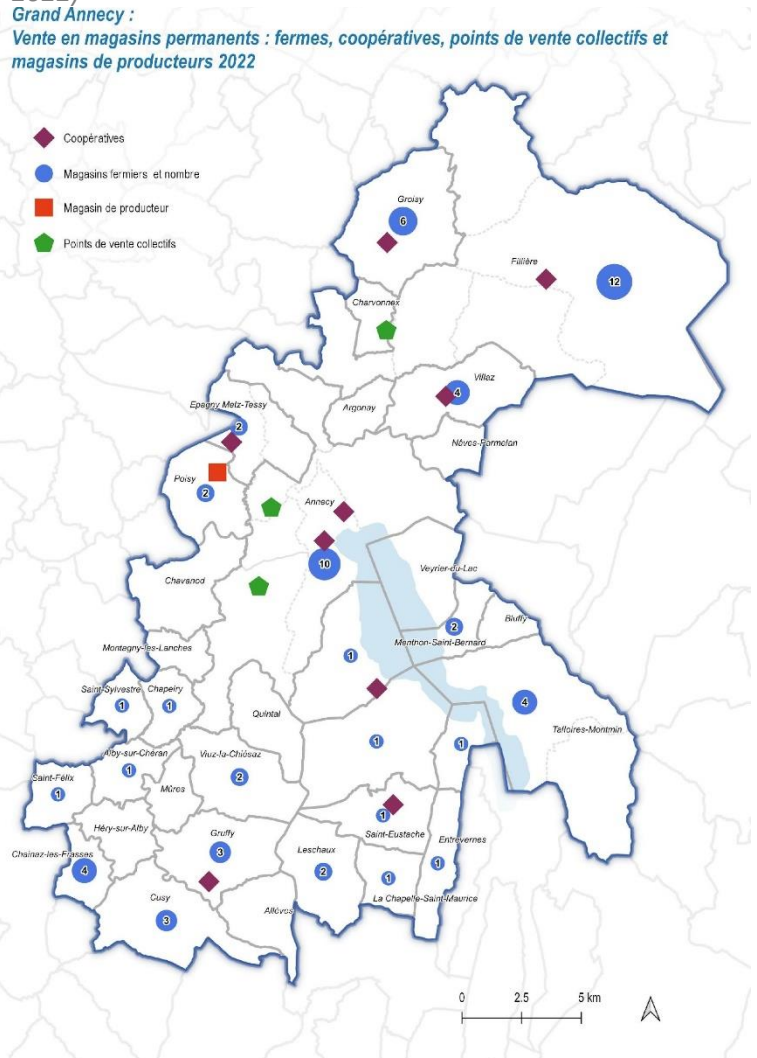 Grand Annecy :
Vente en magasins permanents : fermes, coopératives, points de vente collectifs et
magasins de producteurs 2022
Coopératives
Magasins fermiers et nombre
Magasin de producteur
Points de vente collectifs
Groisy
6
Fillière
12
Charvonnex
Villaz
4
Argonay
Epagny Metz-Tessy
2
Nâves-Parmelan
Poisy
2
Annecy
10
Chavanod
Veyrier-du-Lac
Bluffy
2
Menthon-Saint-Bernard
Montagny-les-Lanches
1
Saint-Sylvestre
Chapeiry
1
1
4
Quintal
Talloires-Montmin
1
1
Alby-sur-Chéran
Viuz-la-Chiésaz
1
2
Saint-Félix
1
Mûres
Héry-sur-Alby
1
Saint-Eustache
Entrevernes
Gruffy
3
Leschaux
2
Chainaz-les-Frasses
4
1
1
La Chapelle-Saint-Maurice
Cusy
3
Allèves
0 2.5 5 km